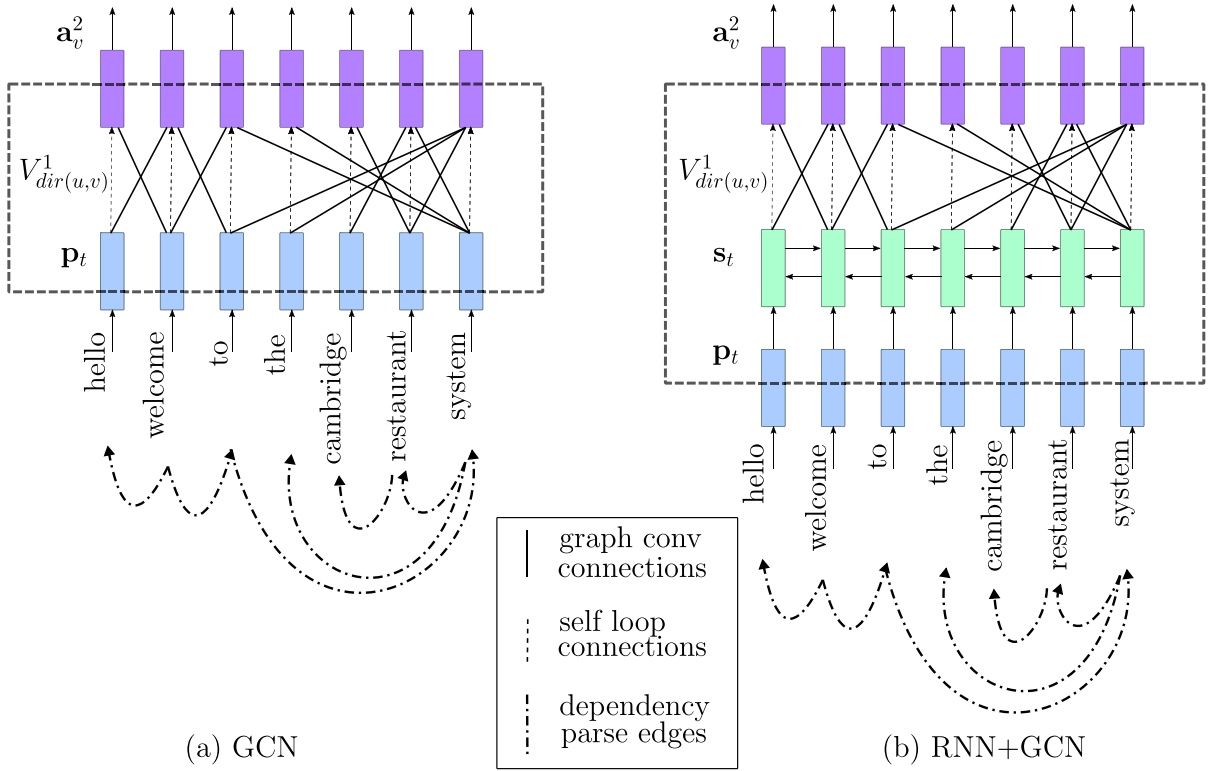 a_v^2
V^1_{dir(u,v)}
p_t
hello
welcome
to
the
cambridge
restaurant
system
(a) GCN
graph conv
connections
self loop
connections
dependency
parse edges
a_v^2
V^1_{dir(u,v)}
s_t
p_t
hello
welcome
to
the
cambridge
restaurant
system
(b) RNN+GCN